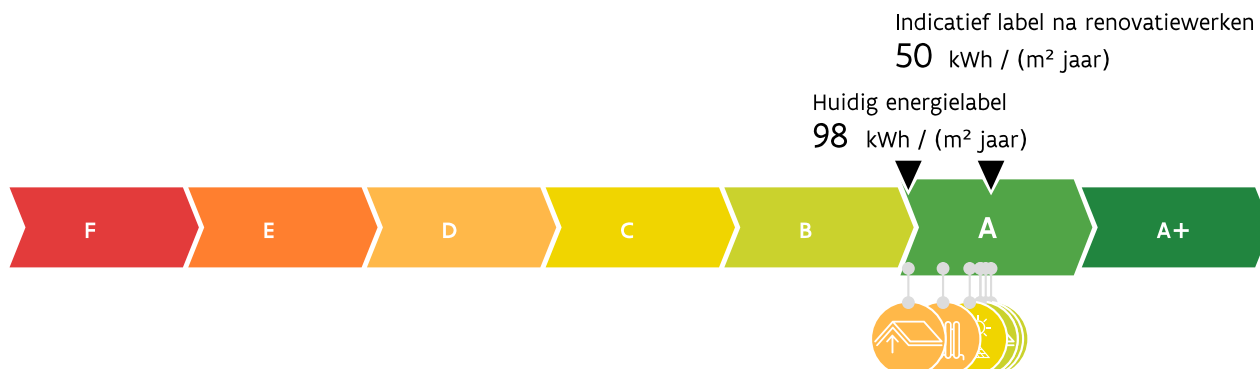 Indicatief label na renovatiewerken
50 kWh / (m² jaar)
Huidig energielabel
98 kWh / (m² jaar)
F E D C B A A+